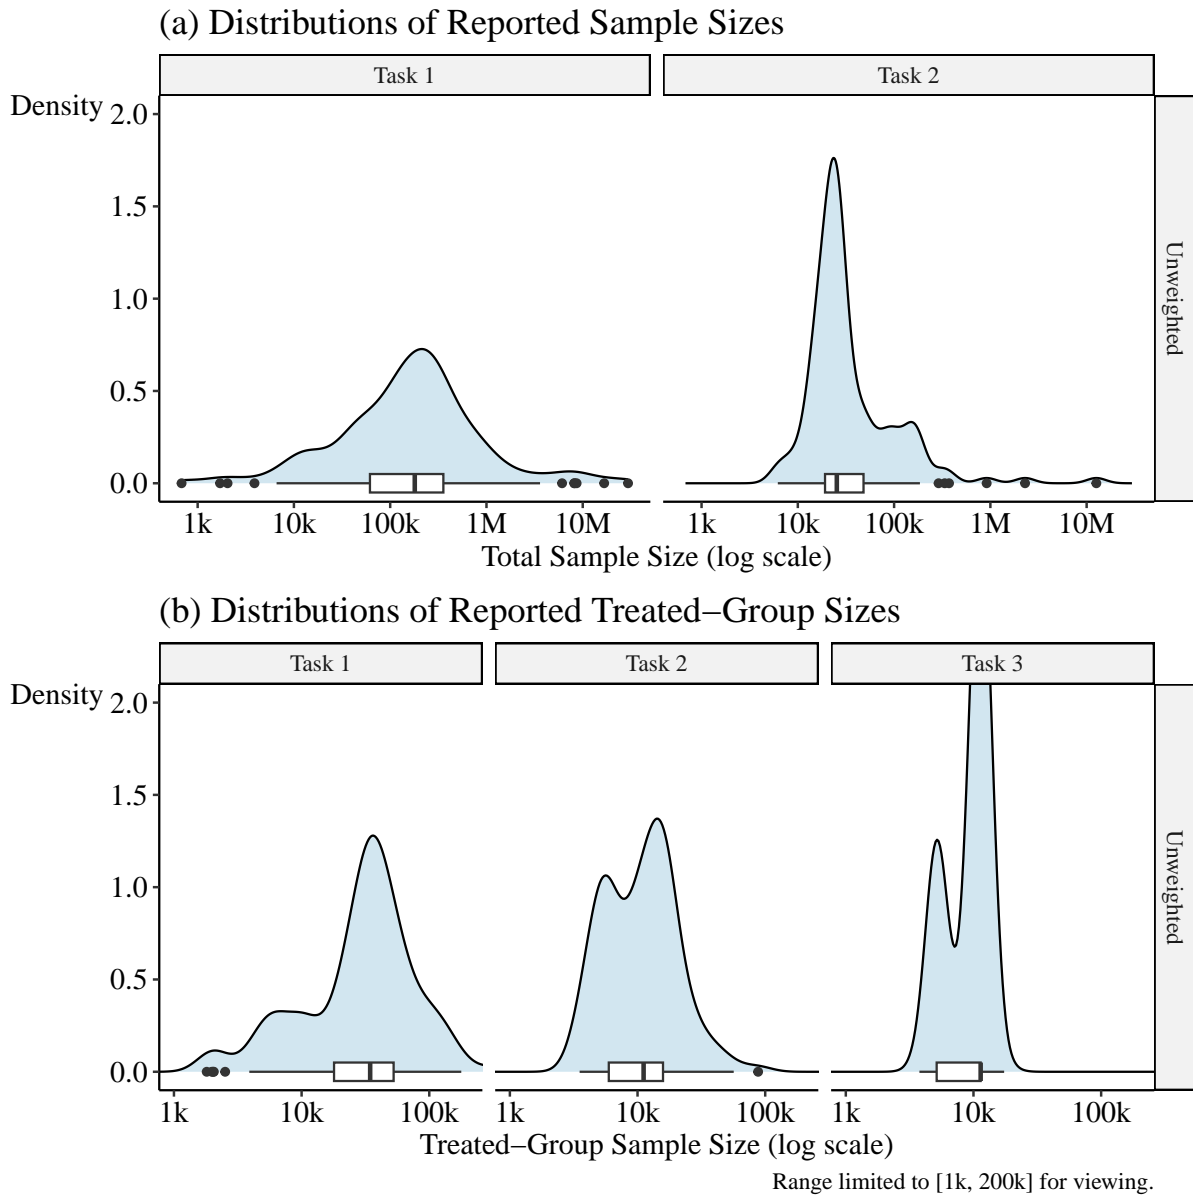 (a) Distributions of Reported Sample Sizes
Task 1 Task 2
Density
2.0
1.5
1.0
0.5
0.0
Unweighted
1k 10k 100k 1M 10M 1k 10k 100k 1M 10M
Total Sample Size (log scale)
(b) Distributions of Reported Treated−Group Sizes
Task 1 Task 2 Task 3
Density
2.0
1.5
1.0
0.5
0.0
Unweighted
1k 10k 100k 1k 10k 100k 1k 10k 100k
Treated−Group Sample Size (log scale)
Range limited to [1k, 200k] for viewing.